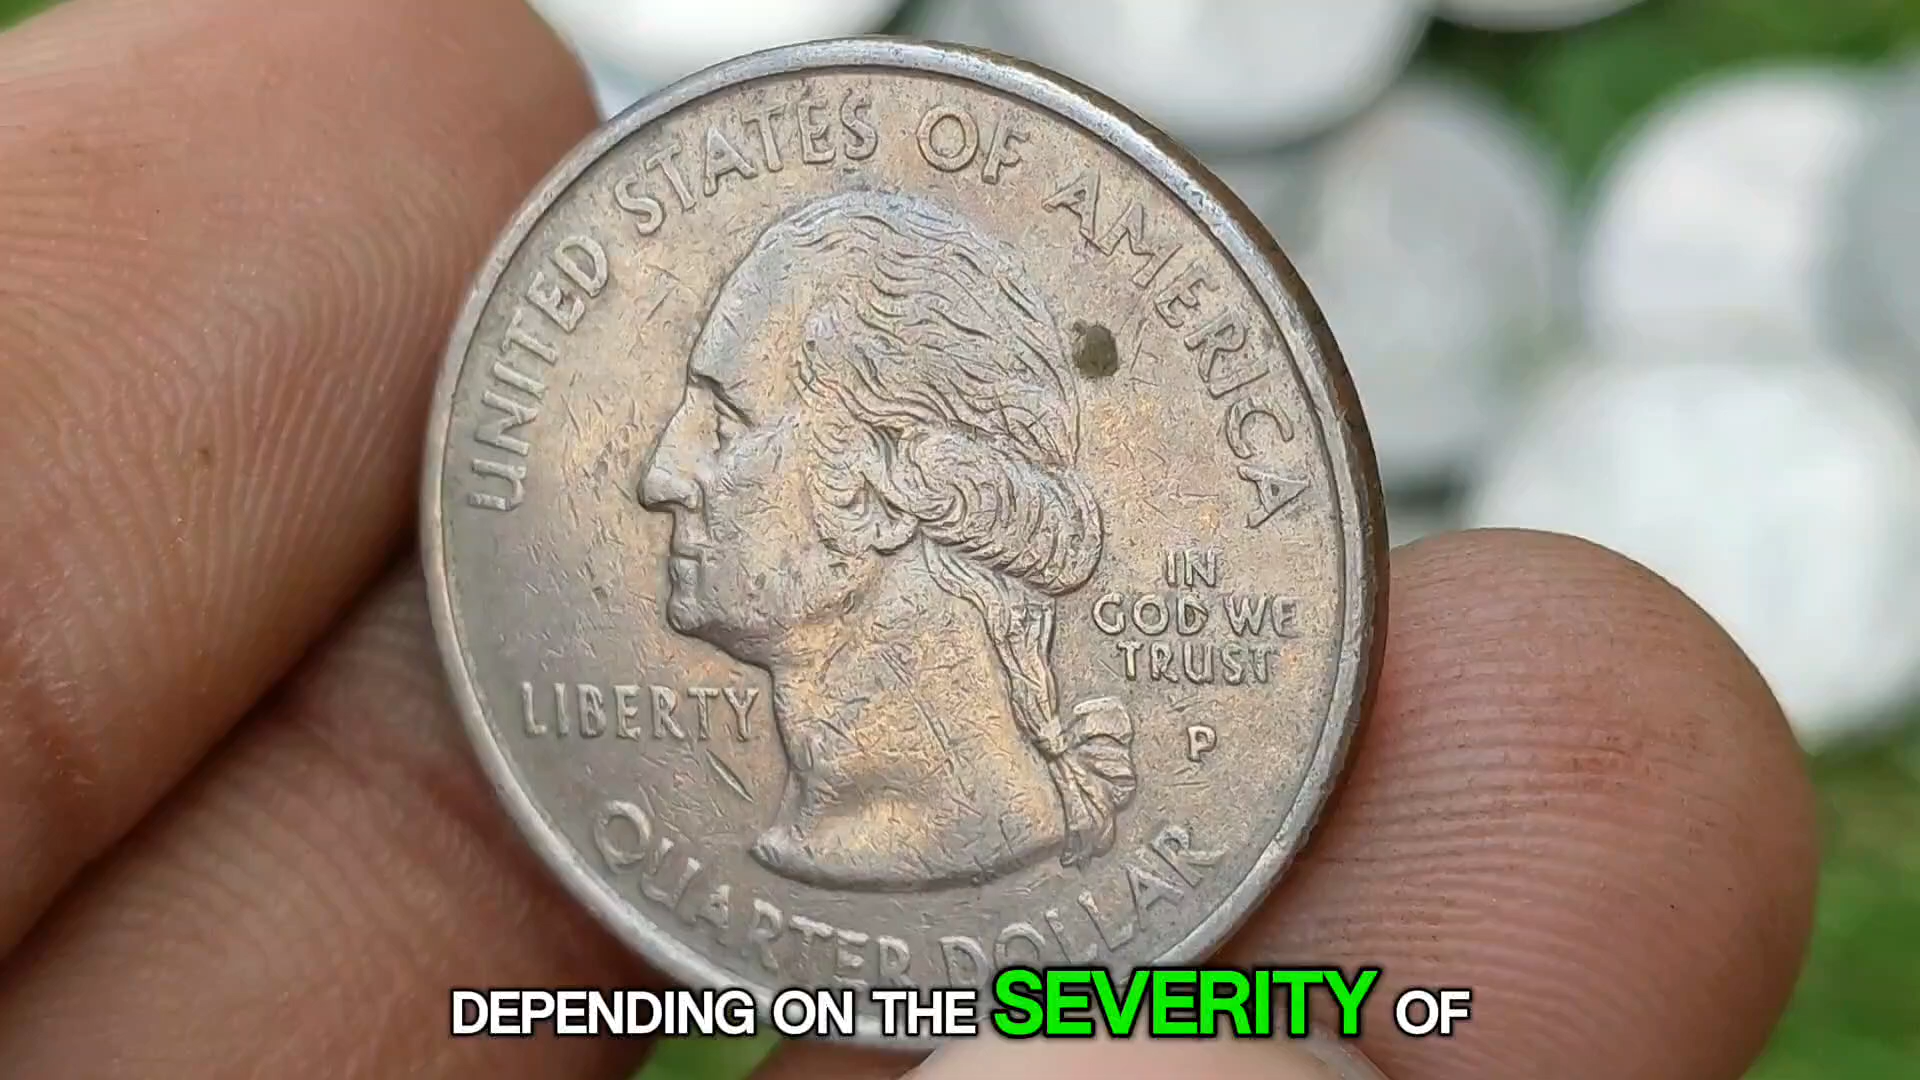 UNITED STATES OF AMERICA
IN
GOD WE
TRUST
LIBERTY
P
QUARTER DOLLAR
DEPENDING ON THE SEVERITY OF